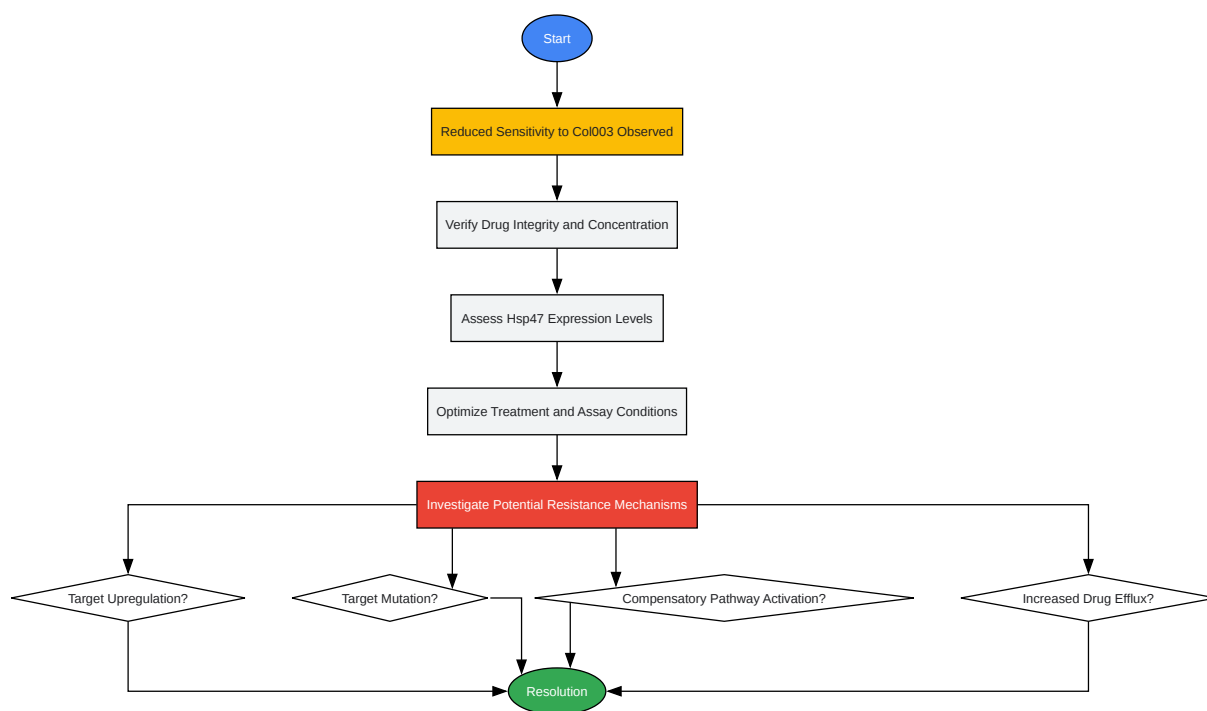 Start
Reduced Sensitivity to Col003 Observed
Verify Drug Integrity and Concentration
Assess Hsp47 Expression Levels
Optimize Treatment and Assay Conditions
Investigate Potential Resistance Mechanisms
Target Upregulation?
Target Mutation?
Compensatory Pathway Activation?
Increased Drug Efflux?
Resolution